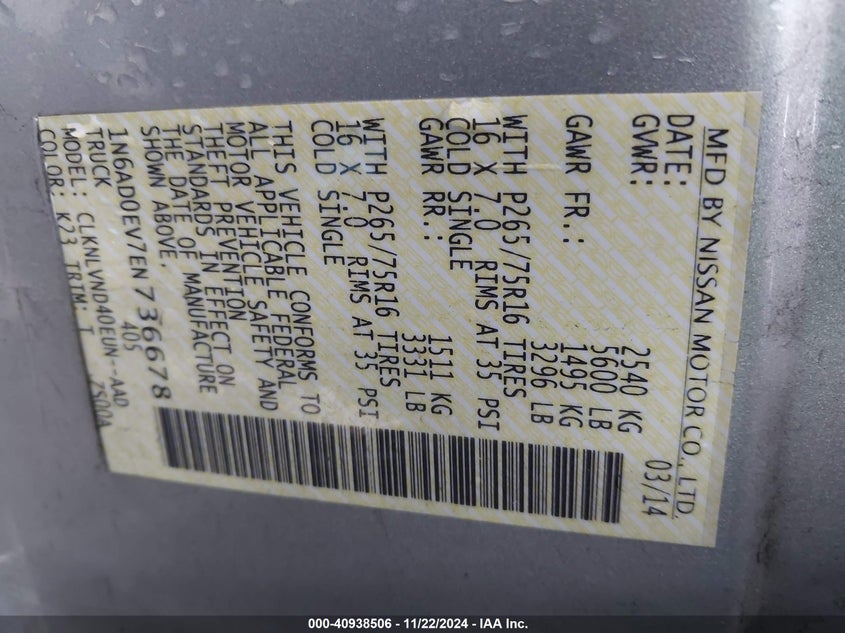 MFD BY NISSAN MOTOR CO., LTD.
DATE: 03/14
GVWR: 2540 KG
5600 LB
GAWR FR.: 1495 KG
3296 LB
WITH P265/75R16 TIRES
16 X 7.0 RIMS AT 35 PSI
COLD SINGLE
GAWR RR.: 1511 KG
3331 LB
WITH P265/75R16 TIRES
16 X 7.0 RIMS AT 35 PSI
COLD SINGLE
THIS VEHICLE CONFORMS TO
ALL APPLICABLE FEDERAL
MOTOR VEHICLE SAFETY AND
THEFT PREVENTION
STANDARDS IN EFFECT ON
THE DATE OF MANUFACTURE
SHOWN ABOVE.
1N6AD0EV7EN736678
TRUCK 405
MODEL: CLKNLVND40EUN--AAD
COLOR: K23 TRIM: T ZS00A
000-40938506 - 11/22/2024 - IAA Inc.